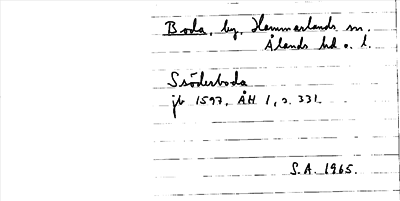 Boda, by, Hammarlands sn.
Ålands hd o. l.
Ssöderboda
jb 1597. ÅH 1, s. 331.
S.A. 1965.